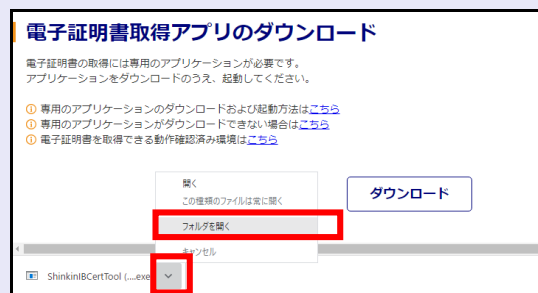 電子証明書取得アプリのダウンロード
電子証明書の取得には専用のアプリケーションが必要です。
アプリケーションをダウンロードのうえ、起動してください。
専用のアプリケーションのダウンロードおよび起動方法はこちら
専用のアプリケーションがダウンロードできない場合はこちら
電子証明書を取得できる動作確認済み環境はこちら
開く
この種類のファイルは常に開く
フォルダを開く
キャンセル
ダウンロード
ShinkinIBCertTool (....exe